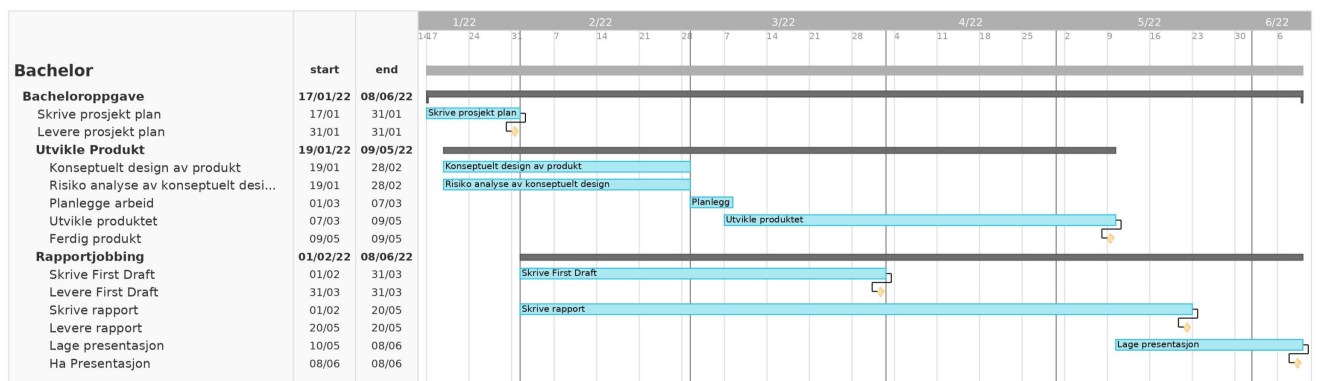 1/22 2/22 3/22 4/22 5/22 6/22
14 17 24 31 7 14 21 28 7 14 21 28 4 11 18 25 2 9 16 23 30 6
Bachelor start end
Bacheloroppgave 17/01/22 08/06/22
Skrive prosjekt plan 17/01 31/01 Skrive prosjekt plan
Levere prosjekt plan 31/01 31/01
Utvikle Produkt 19/01/22 09/05/22
Konseptuelt design av produkt 19/01 28/02 Konseptuelt design av produkt
Risiko analyse av konseptuelt desi... 19/01 28/02 Risiko analyse av konseptuelt design
Planlegge arbeid 01/03 07/03 Planlegg
Utvikle produktet 07/03 09/05 Utvikle produktet
Ferdig produkt 09/05 09/05
Rapportjobbing 01/02/22 08/06/22
Skrive First Draft 01/02 31/03 Skrive First Draft
Levere First Draft 31/03 31/03
Skrive rapport 01/02 20/05 Skrive rapport
Levere rapport 20/05 20/05
Lage presentasjon 10/05 08/06 Lage presentasjon
Ha Presentasjon 08/06 08/06